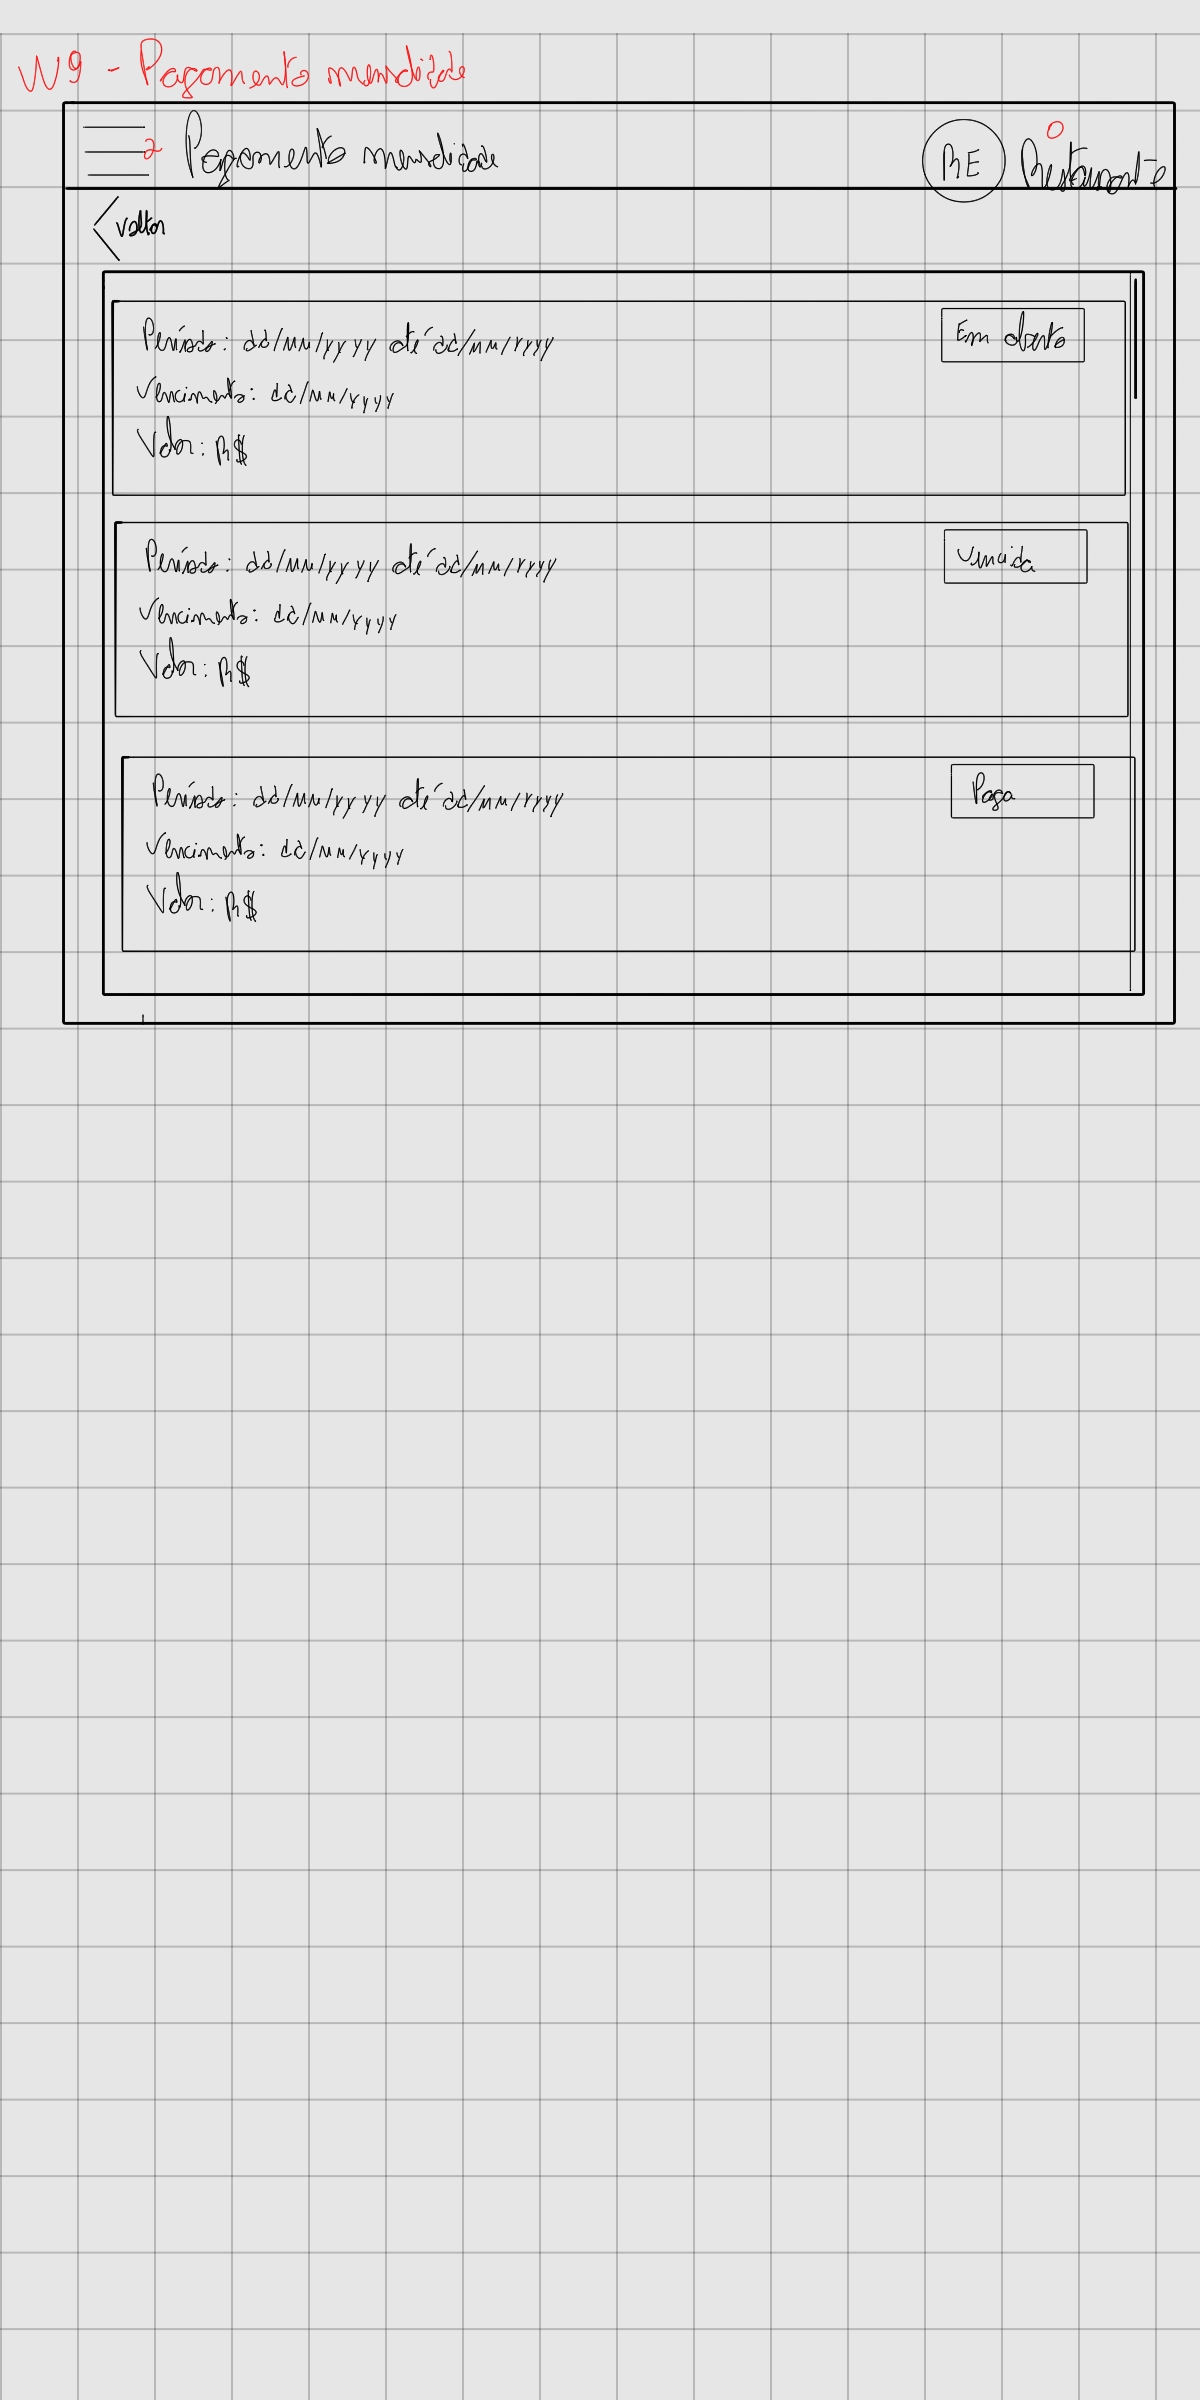 W9 - Pagamento mensalidade
2 Pagamento mensalidade RE Restaurante 0
Voltar
Período: dd/MM/yyyy até dd/MM/yyyy Em aberto
Vencimento: dd/MM/yyyy
Valor: R$
Período: dd/MM/yyyy até dd/MM/yyyy Vencida
Vencimento: dd/MM/yyyy
Valor: R$
Período: dd/MM/yyyy até dd/MM/yyyy Paga
Vencimento: dd/MM/yyyy
Valor: R$